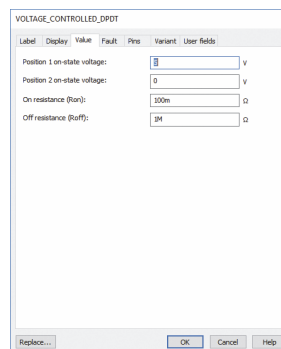 VOLTAGE_CONTROLLED_DPDT
Label Display Value Fault Pins Variant User fields
Position 1 on-state voltage: V
Position 2 on-state voltage: 0 V
On resistance (Ron): 100m Ω
Off resistance (Roff): 1M Ω
Replace... OK Cancel Help